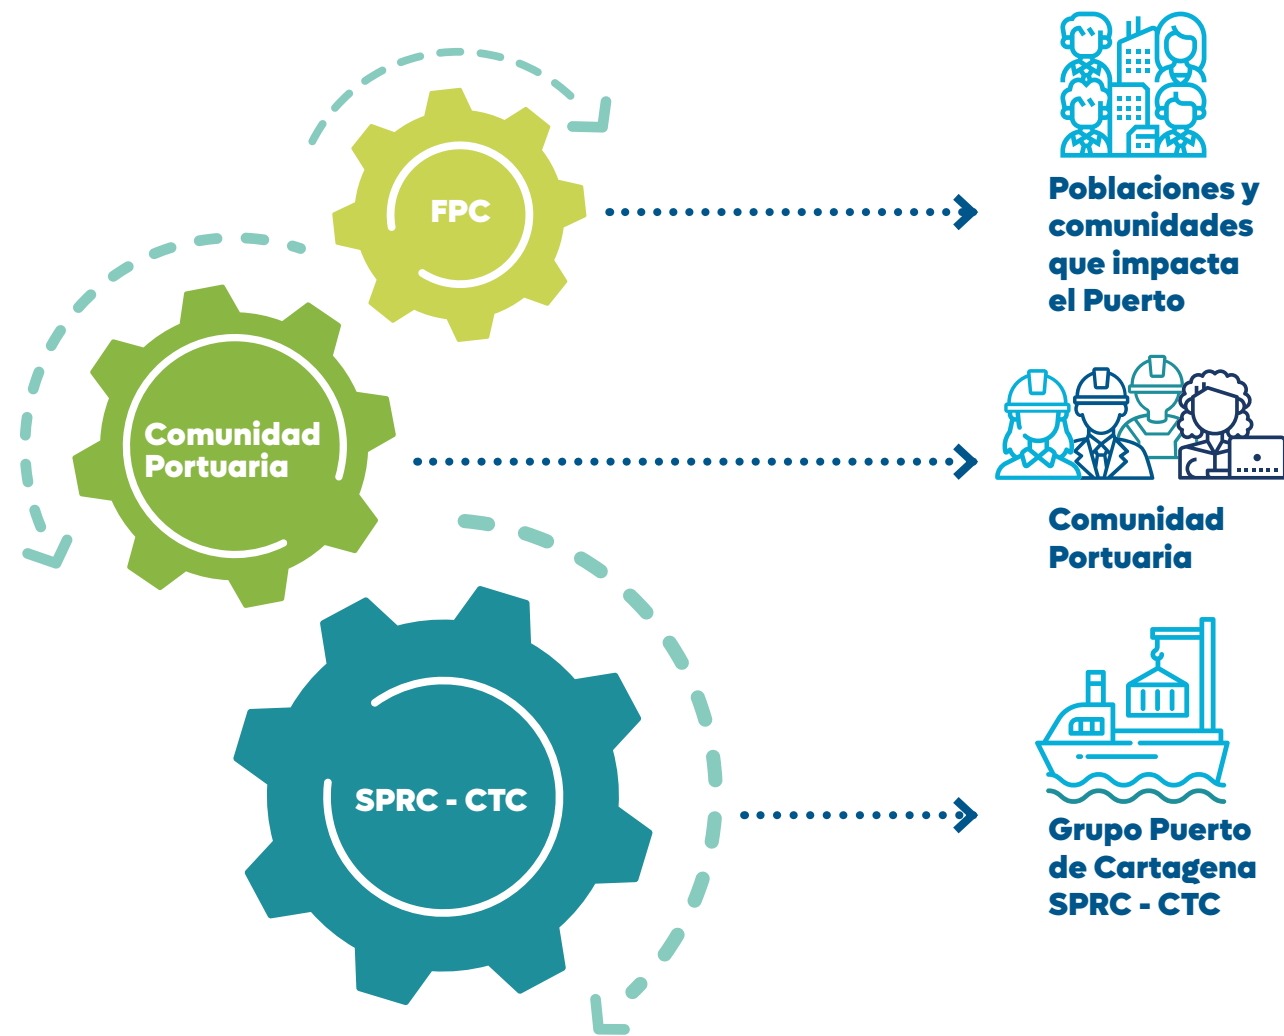 FPC
Poblaciones y
comunidades
que impacta
el Puerto
Comunidad
Portuaria
Comunidad
Portuaria
SPRC - CTC
Grupo Puerto
de Cartagena
SPRC - CTC